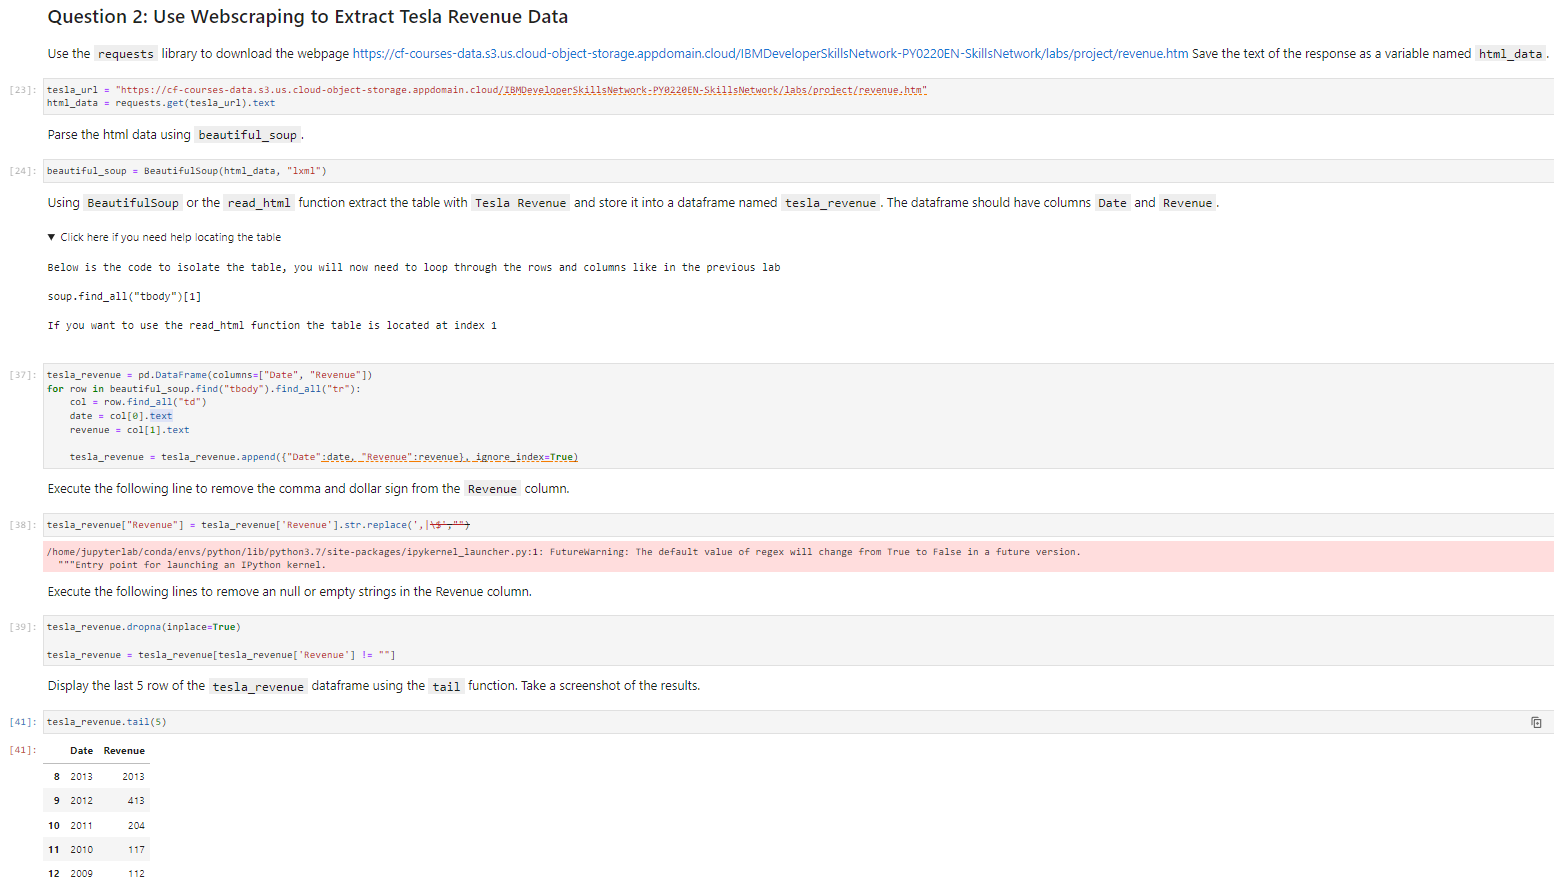 Question 2: Use Webscraping to Extract Tesla Revenue Data
Use the requests library to download the webpage https://cf-courses-data.s3.us.cloud-object-storage.appdomain.cloud/IBMDeveloperSkillsNetwork-PY0220EN-SkillsNetwork/labs/project/revenue.htm Save the text of the response as a variable named html_data.
[23]: tesla_url = "https://cf-courses-data.s3.us.cloud-object-storage.appdomain.cloud/IBMDeveloperSkillsNetwork-PY0220EN-SkillsNetwork/labs/project/revenue.htm"
html_data = requests.get(tesla_url).text
Parse the html data using beautiful_soup.
[24]: beautiful_soup = BeautifulSoup(html_data, "lxml")
Using BeautifulSoup or the read_html function extract the table with Tesla Revenue and store it into a dataframe named tesla_revenue. The dataframe should have columns Date and Revenue.
▼ Click here if you need help locating the table
Below is the code to isolate the table, you will now need to loop through the rows and columns like in the previous lab
soup.find_all("tbody")[1]
If you want to use the read_html function the table is located at index 1
[37]: tesla_revenue = pd.DataFrame(columns=["Date", "Revenue"])
for row in beautiful_soup.find("tbody").find_all("tr"):
    col = row.find_all("td")
    date = col[0].text
    revenue = col[1].text
    tesla_revenue = tesla_revenue.append({"Date":date, "Revenue":revenue}, ignore_index=True)
Execute the following line to remove the comma and dollar sign from the Revenue column.
[38]: tesla_revenue["Revenue"] = tesla_revenue['Revenue'].str.replace(',|\$',"")
/home/jupyterlab/conda/envs/python/lib/python3.7/site-packages/ipykernel_launcher.py:1: FutureWarning: The default value of regex will change from True to False in a future version.
  """Entry point for launching an IPython kernel.
Execute the following lines to remove an null or empty strings in the Revenue column.
[39]: tesla_revenue.dropna(inplace=True)
tesla_revenue = tesla_revenue[tesla_revenue['Revenue'] != ""]
Display the last 5 row of the tesla_revenue dataframe using the tail function. Take a screenshot of the results.
[41]: tesla_revenue.tail(5)
[41]: Date Revenue
8 2013 2013
9 2012 413
10 2011 204
11 2010 117
12 2009 112